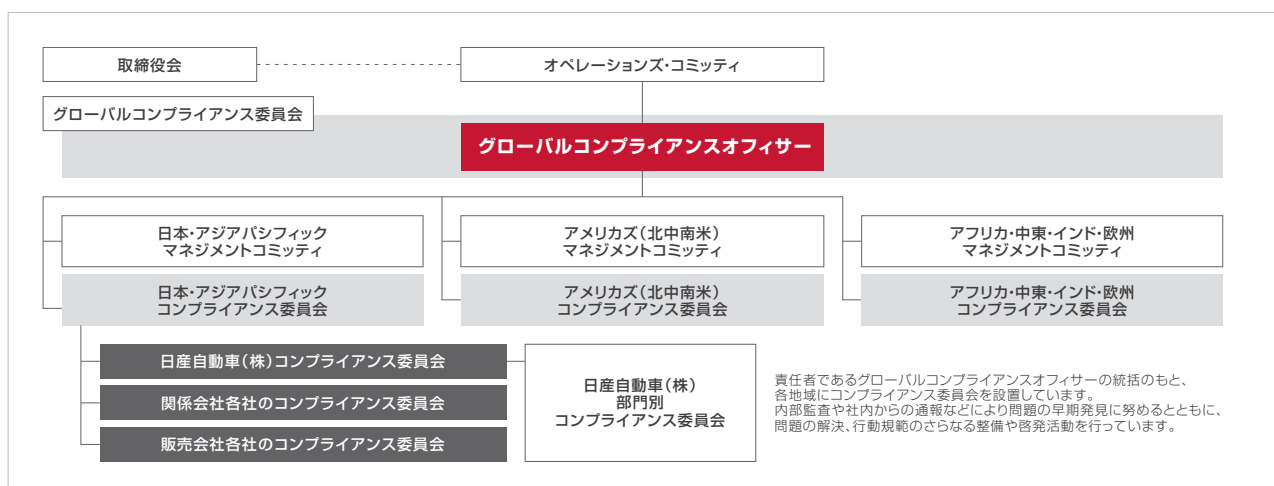 取締役会
オペレーションズ・コミッティ
グローバルコンプライアンス委員会
グローバルコンプライアンスオフィサー
日本・アジアパシフィック
マネジメントコミッティ
アメリカズ（北中南米）
マネジメントコミッティ
アフリカ・中東・インド・欧州
マネジメントコミッティ
日本・アジアパシフィック
コンプライアンス委員会
アメリカズ（北中南米）
コンプライアンス委員会
アフリカ・中東・インド・欧州
コンプライアンス委員会
日産自動車（株）コンプライアンス委員会
関係会社各社のコンプライアンス委員会
販売会社各社のコンプライアンス委員会
日産自動車（株）
部門別
コンプライアンス委員会
責任者であるグローバルコンプライアンスオフィサーの統括のもと、
各地域にコンプライアンス委員会を設置しています。
内部監査や社内からの通報などにより問題の早期発見に努めるとともに、
問題の解決、行動規範のさらなる整備や啓発活動を行っています。